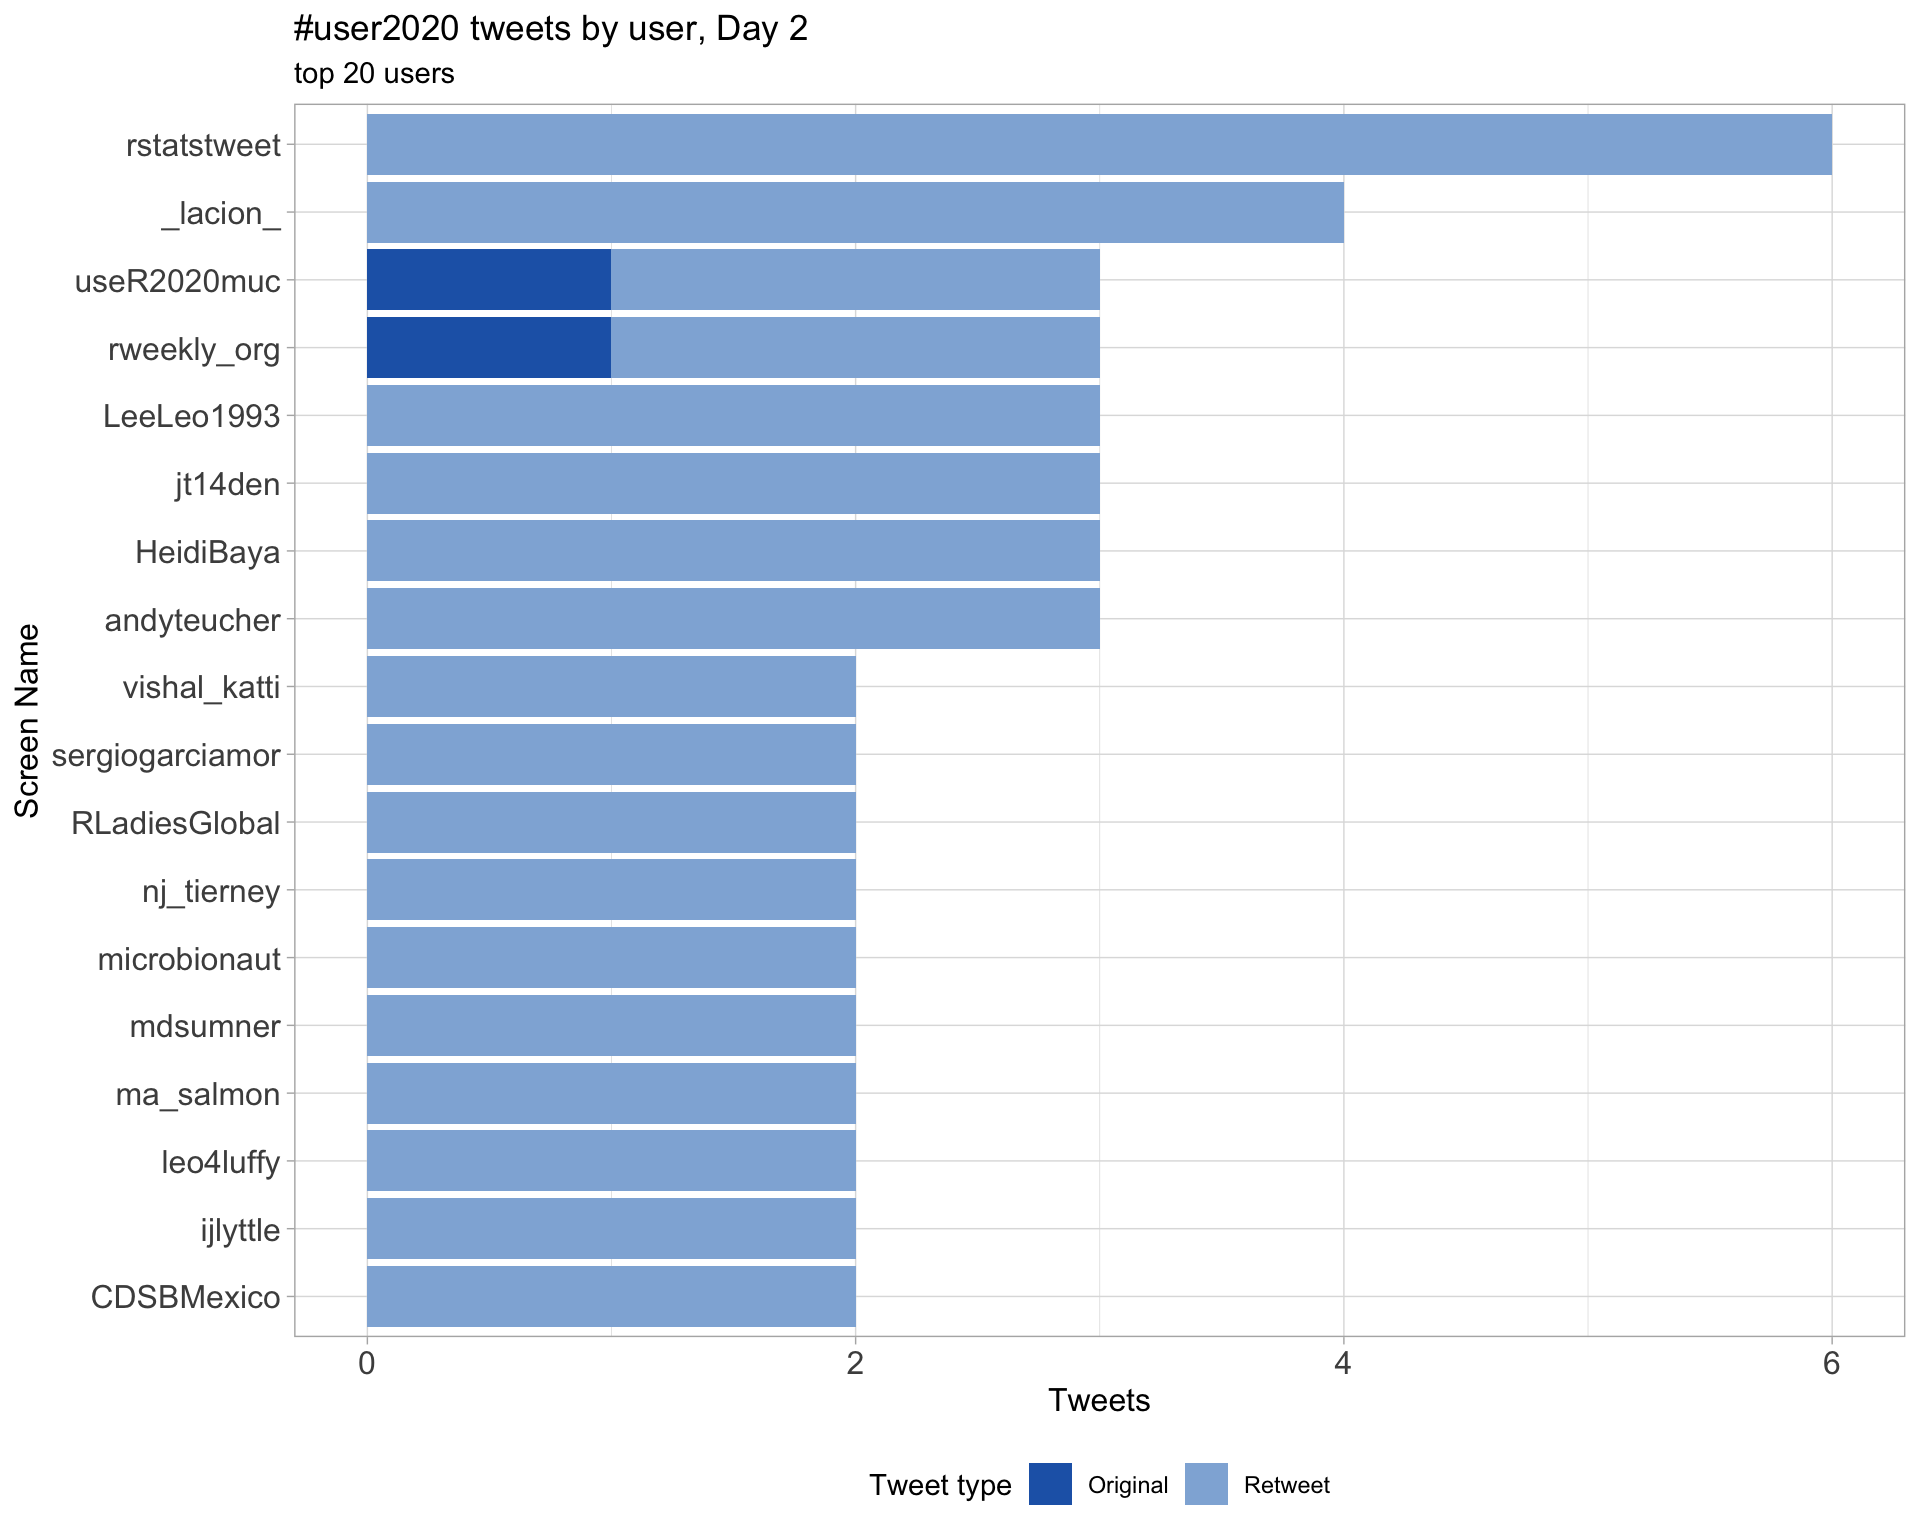 #user2020 tweets by user, Day 2
top 20 users
Screen Name
rstatstweet
_lacion_
useR2020muc
rweekly_org
LeeLeo1993
jt14den
HeidiBaya
andyteucher
vishal_katti
sergiogarciamor
RLadiesGlobal
nj_tierney
microbionaut
mdsumner
ma_salmon
leo4luffy
ijlyttle
CDSBMexico
0 2 4 6
Tweets
Tweet type Original Retweet